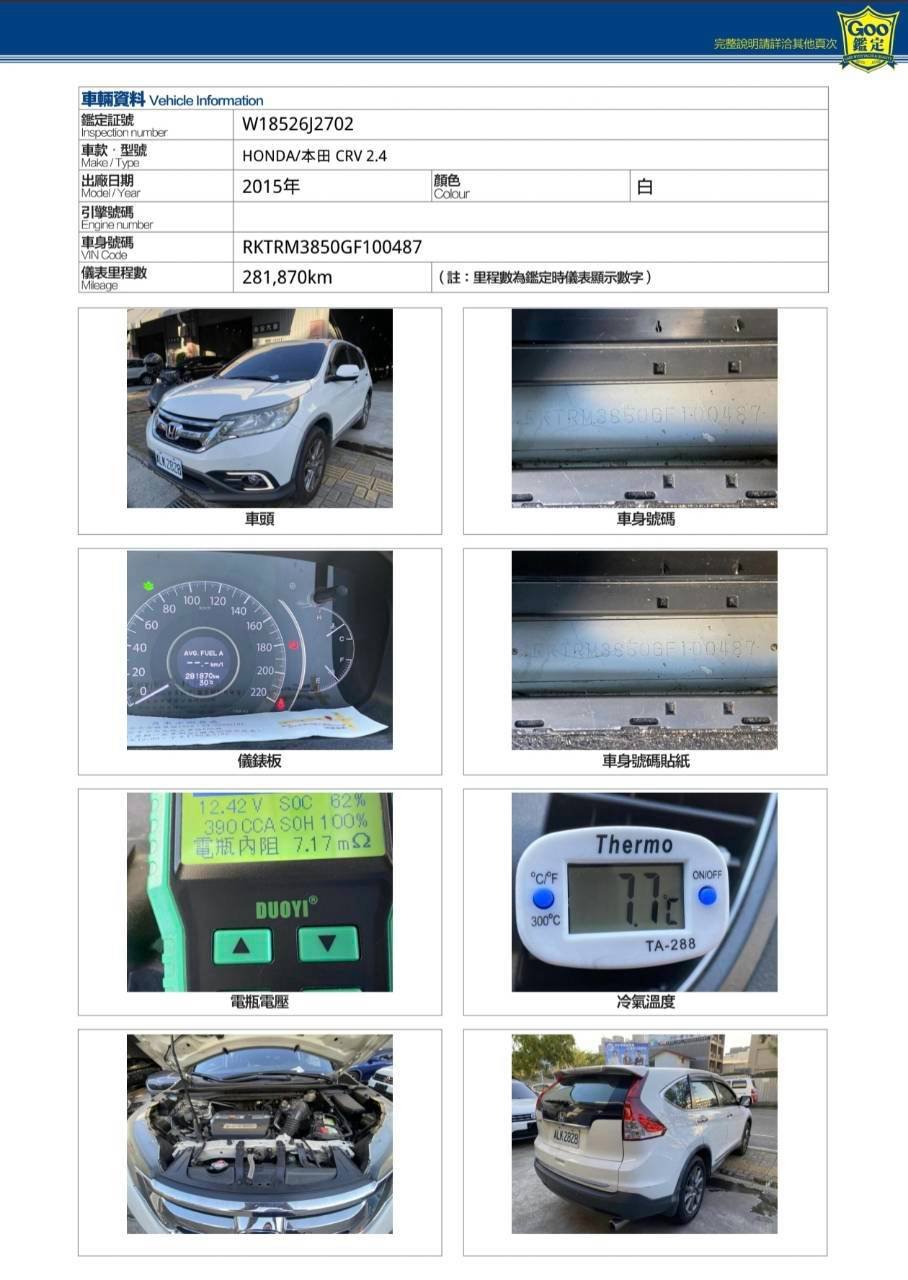 完整說明請詳洽其他頁次
Goo
鑑定
車輛資料 Vehicle Information
鑑定証號
Inspection number
W18526J2702
車款．型號
Make / Type
HONDA/本田 CRV 2.4
出廠日期
Model / Year
2015年
顏色
Colour
白
引擎號碼
Engine number
車身號碼
VIN Code
RKTRM3850GF100487
儀表里程數
Mileage
281,870km
（註：里程數為鑑定時儀表顯示數字）
ALK2828
車頭
RKTRM3850GF100487
車身號碼
0 20 40 60 80 100 120 140 160 180 200 220
km/h
AVG. FUEL A
--.- km/l
281870km
30℃
H
C
F
E
儀錶板
RKTRM3850GF100487
車身號碼貼紙
12.42 V SOC 62%
390 CCA SOH 100%
電瓶內阻 7.17 mΩ
DUOYI®
電瓶電壓
Thermo
°C/°F
ON/OFF
7.7℃
300°C
TA-288
冷氣溫度
ALK2828